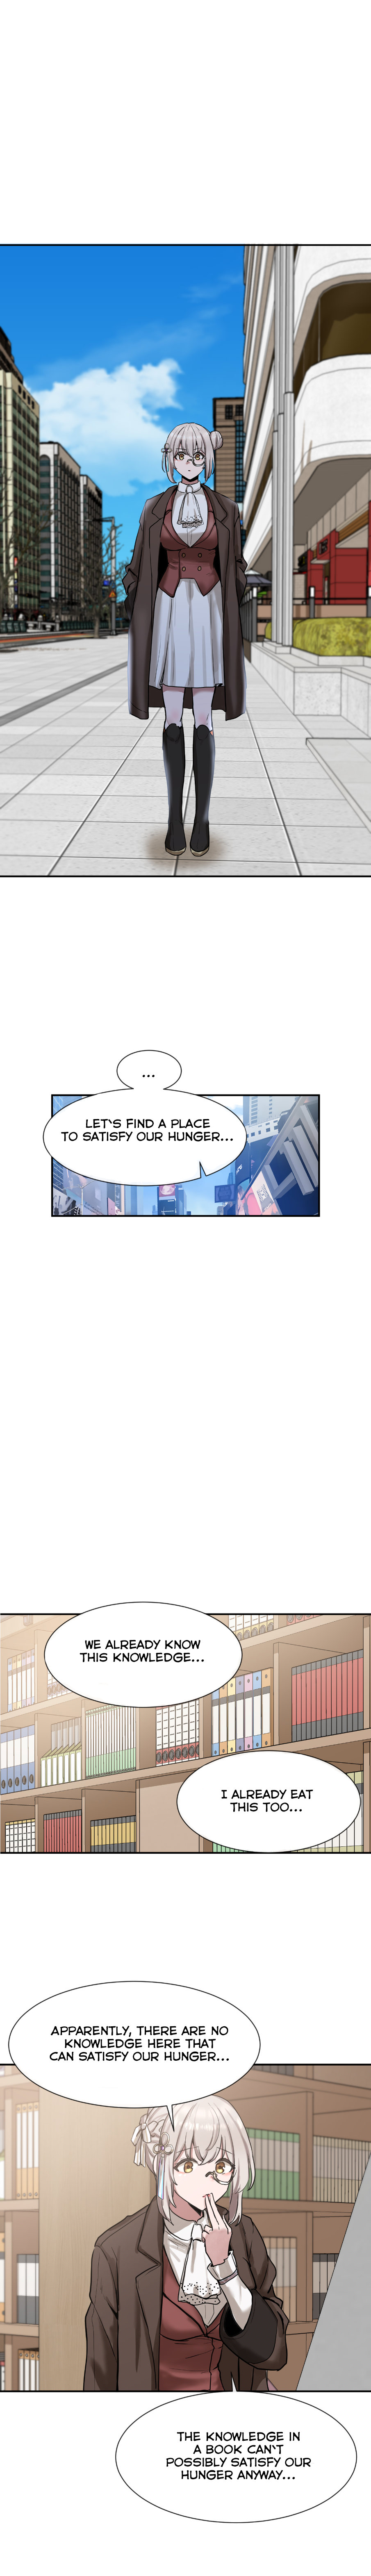 ...
LET'S FIND A PLACE
TO SATISFY OUR HUNGER...
WE ALREADY KNOW
THIS KNOWLEDGE...
I ALREADY EAT
THIS TOO...
APPARENTLY, THERE ARE NO
KNOWLEDGE HERE THAT
CAN SATISFY OUR HUNGER...
THE KNOWLEDGE IN
A BOOK CAN'T
POSSIBLY SATISFY OUR
HUNGER ANYWAY...